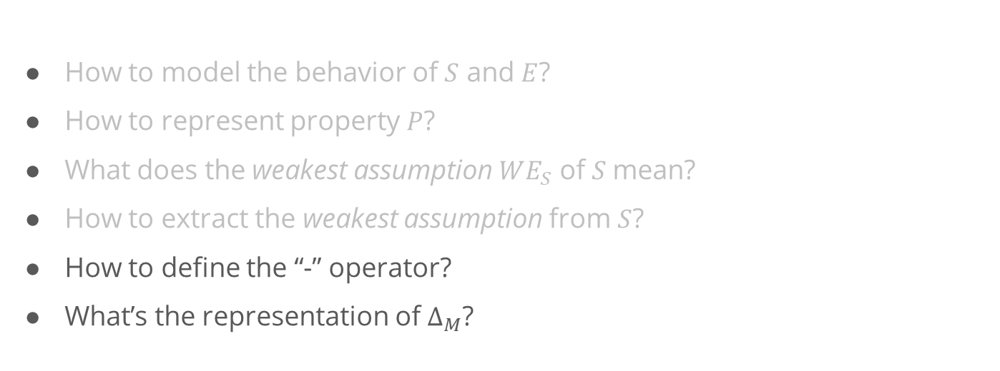 ● How to model the behavior of S and E?
● How to represent property P?
● What does the weakest assumption WE_S of S mean?
● How to extract the weakest assumption from S?
● How to define the “-” operator?
● What’s the representation of Δ_M?